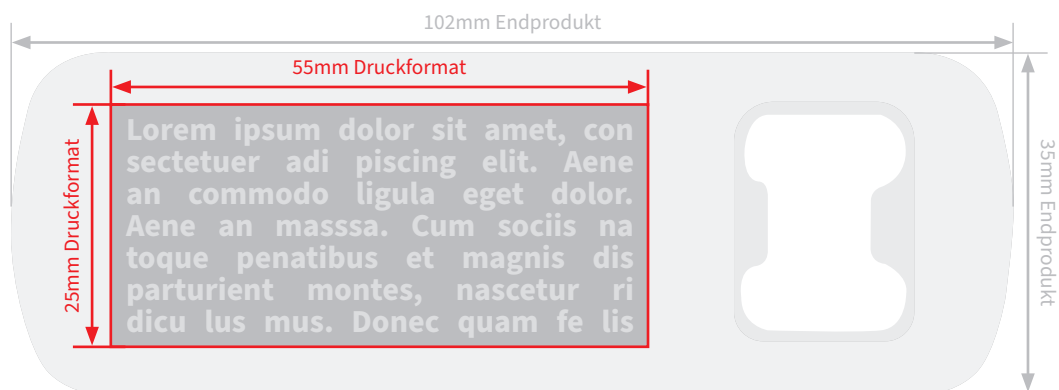 102mm Endprodukt
55mm Druckformat
25mm Druckformat
Lorem ipsum dolor sit amet, con
sectetuer adi piscing elit. Aene
an commodo ligula eget dolor.
Aene an masssa. Cum sociis na
toque penatibus et magnis dis
parturient montes, nascetur ri
dicu lus mus. Donec quam fe lis
35mm Endprodukt